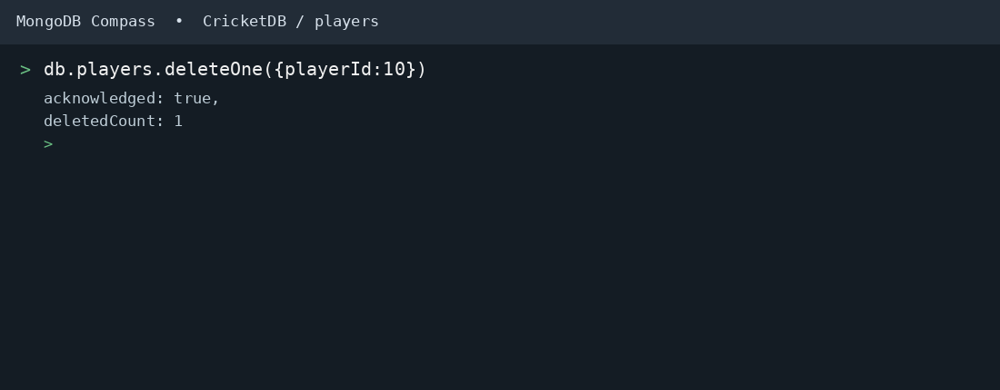 MongoDB Compass • CricketDB / players
> db.players.deleteOne({playerId:10})
acknowledged: true,
deletedCount: 1
>